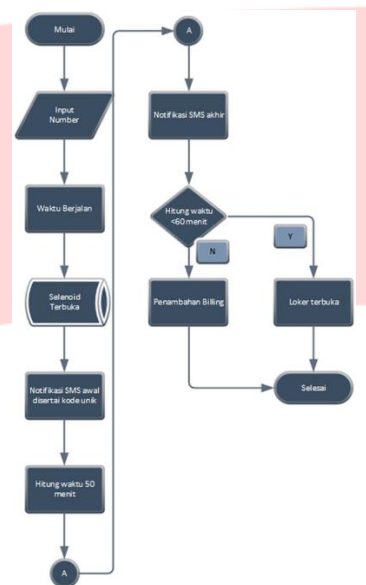 Mulai
Input
Number
Waktu Berjalan
Selenoid
Terbuka
Notifikasi SMS awal
disertai kode unik
Hitung waktu 50
menit
A
A
Notifikasi SMS akhir
Hitung waktu
<60 menit
N
Y
Penambahan Billing
Loker terbuka
Selesai